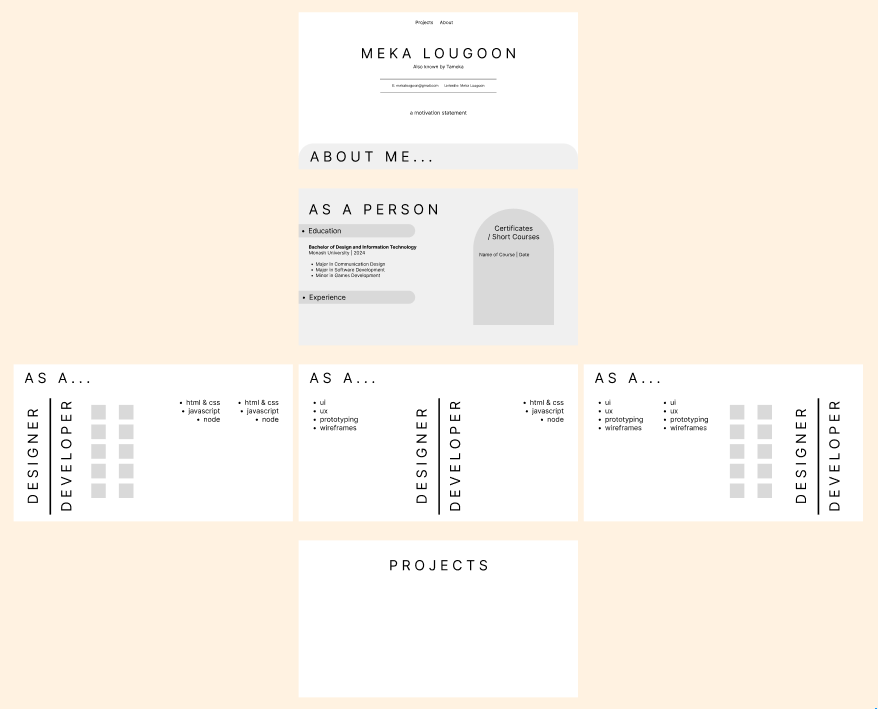 Projects About
MEKA LOUGOON
Also known by Tameka
E: mekalougoon@gmail.com LinkedIn: Meka Lougoon
a motivation statement
ABOUT ME...
AS A PERSON
• Education
Bachelor of Design and Information Technology
Monash University | 2024
• Major in Communication Design
• Major in Software Development
• Minor in Games Development
• Experience
Certificates
/ Short Courses
Name of Course | Date
AS A...
DESIGNER
DEVELOPER
• html & css
• javascript
• node
• html & css
• javascript
• node
AS A...
• ui
• ux
• prototyping
• wireframes
DESIGNER
DEVELOPER
• html & css
• javascript
• node
AS A...
• ui
• ux
• prototyping
• wireframes
• ui
• ux
• prototyping
• wireframes
DESIGNER
DEVELOPER
PROJECTS